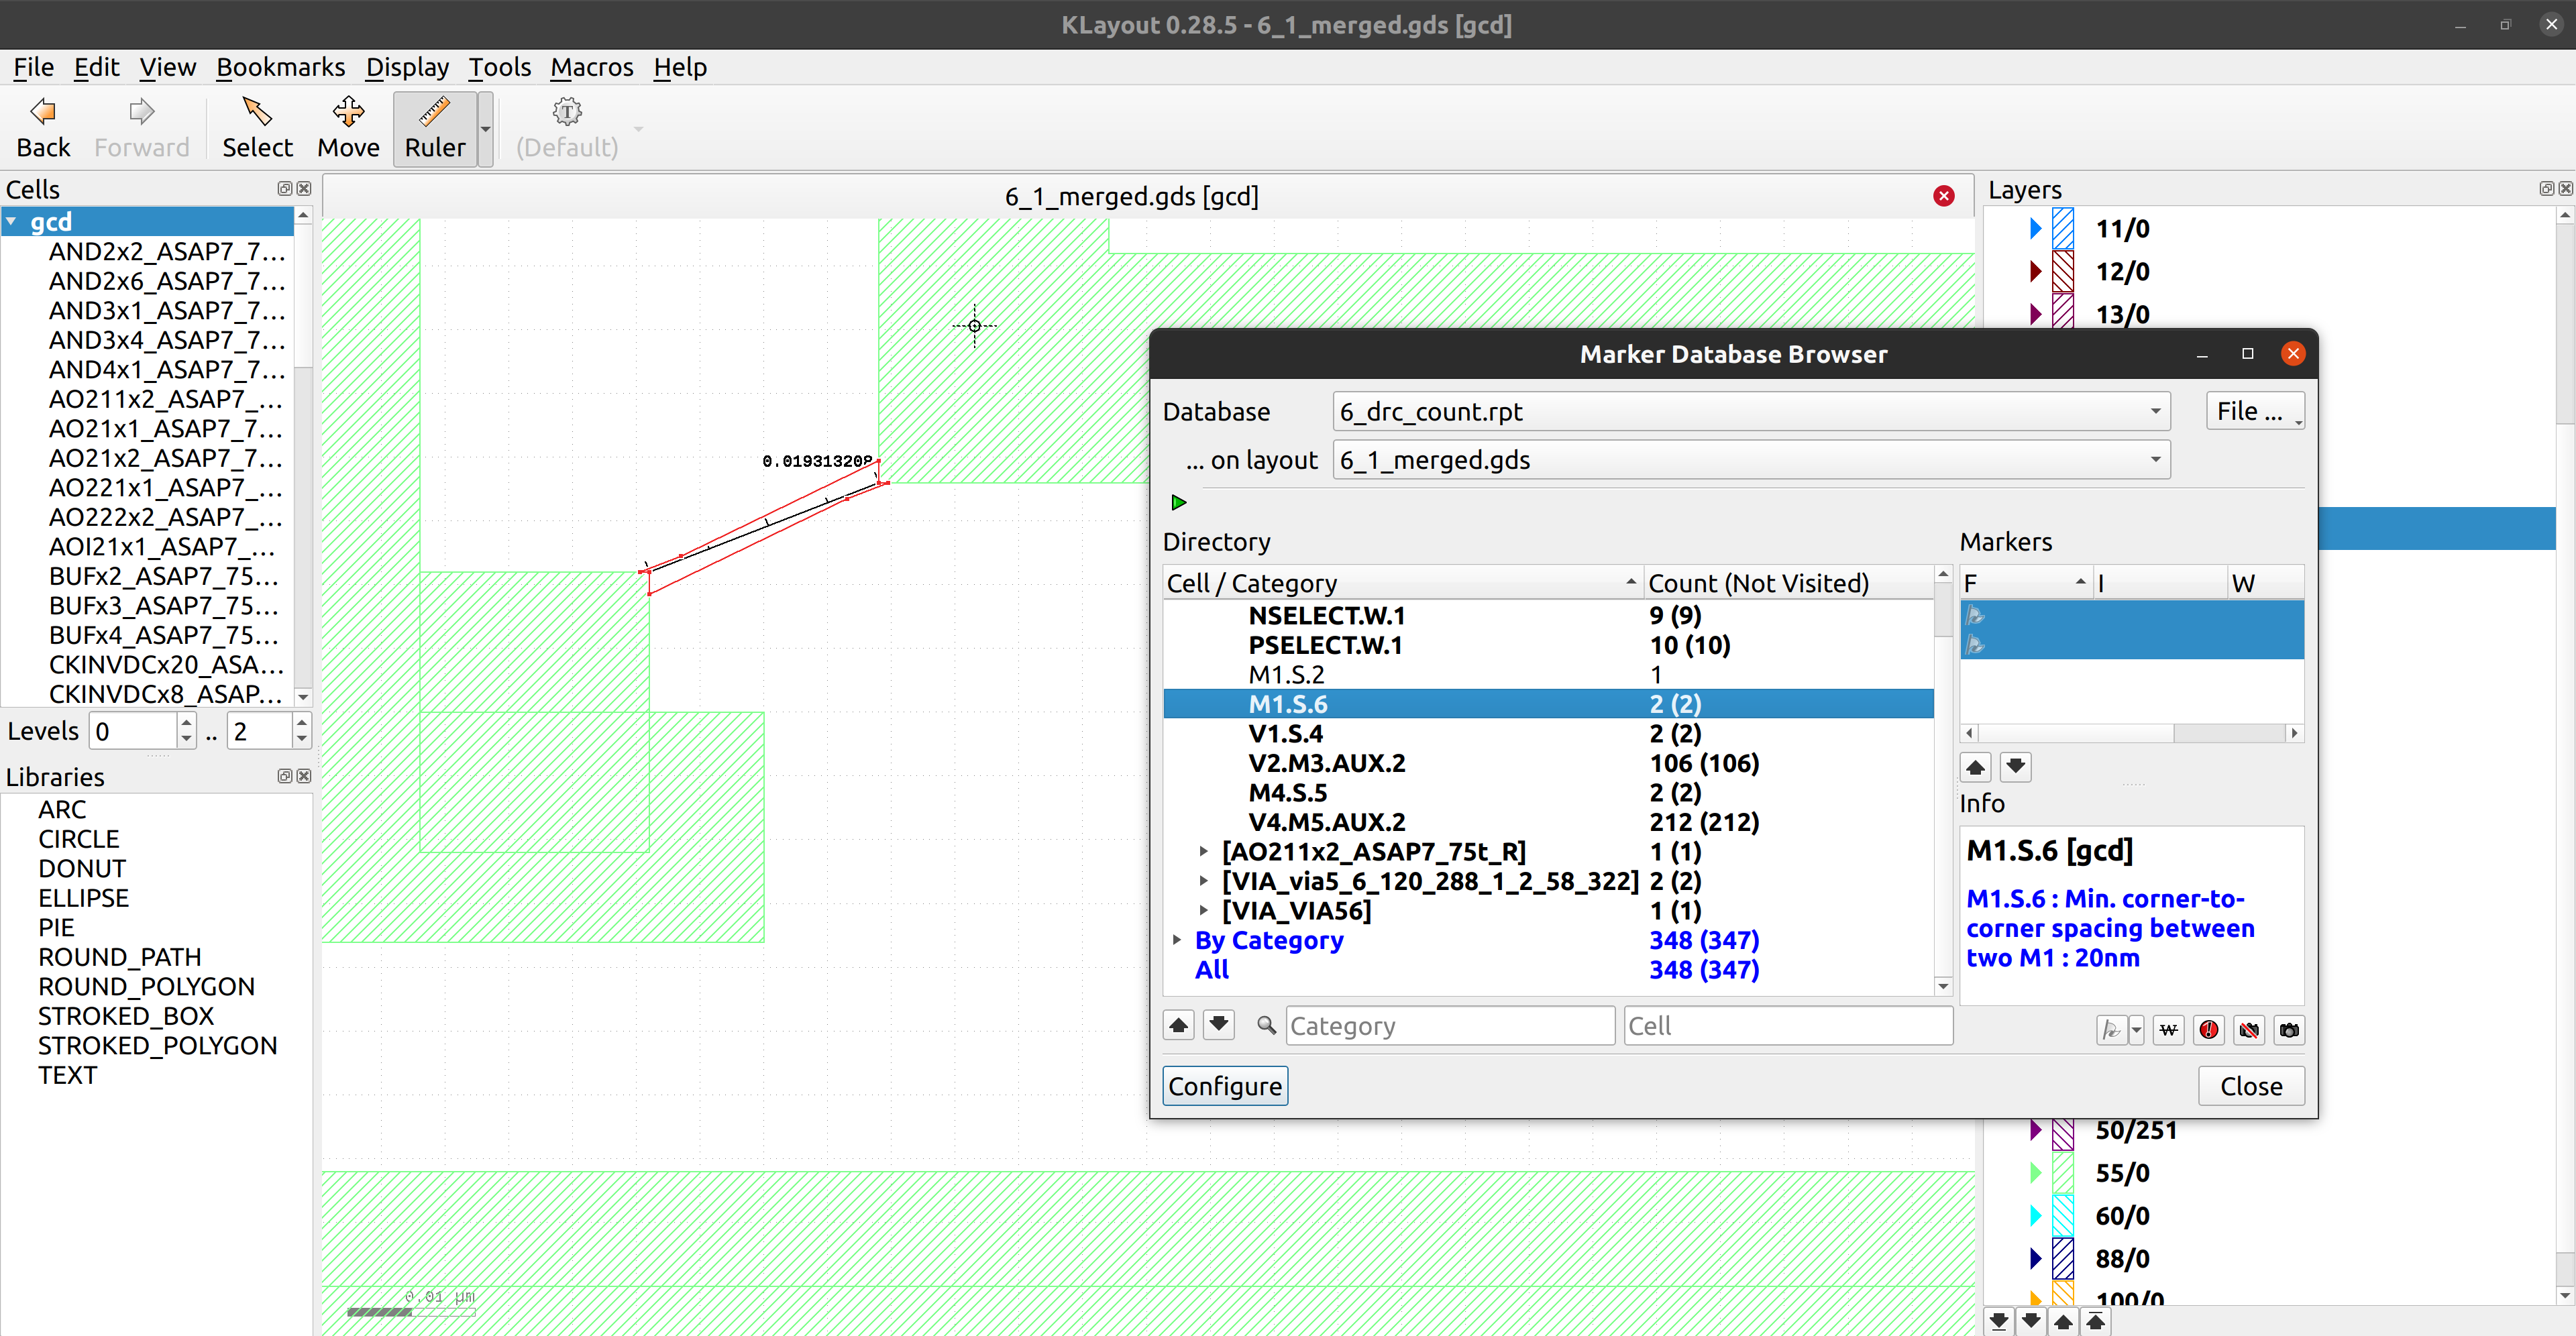 KLayout 0.28.5 - 6_1_merged.gds [gcd]
File Edit View Bookmarks Display Tools Macros Help
Back Forward Select Move Ruler (Default)
Cells
gcd
AND2x2_ASAP7_7...
AND2x6_ASAP7_7...
AND3x1_ASAP7_7...
AND3x4_ASAP7_7...
AND4x1_ASAP7_7...
AO211x2_ASAP7_...
AO21x1_ASAP7_7...
AO21x2_ASAP7_7...
AO221x1_ASAP7_...
AO222x2_ASAP7_...
AOI21x1_ASAP7_...
BUFx2_ASAP7_75...
BUFx3_ASAP7_75...
BUFx4_ASAP7_75...
CKINVDCx20_ASA...
CKINVDCx8_ASAP...
Levels 0 .. 2
Libraries
ARC
CIRCLE
DONUT
ELLIPSE
PIE
ROUND_PATH
ROUND_POLYGON
STROKED_BOX
STROKED_POLYGON
TEXT
6_1_merged.gds [gcd]
0.019313208
0.01 µm
Layers
11/0
12/0
13/0
Marker Database Browser
Database 6_drc_count.rpt File ...
... on layout 6_1_merged.gds
Directory
Cell / Category Count (Not Visited)
NSELECT.W.1 9 (9)
PSELECT.W.1 10 (10)
M1.S.2 1
M1.S.6 2 (2)
V1.S.4 2 (2)
V2.M3.AUX.2 106 (106)
M4.S.5 2 (2)
V4.M5.AUX.2 212 (212)
[AO211x2_ASAP7_75t_R] 1 (1)
[VIA_via5_6_120_288_1_2_58_322] 2 (2)
[VIA_VIA56] 1 (1)
By Category 348 (347)
All 348 (347)
Category Cell
Configure
Markers
F I W
Info
M1.S.6 [gcd]
M1.S.6 : Min. corner-to-
corner spacing between
two M1 : 20nm
W
Close
50/251
55/0
60/0
88/0
100/0